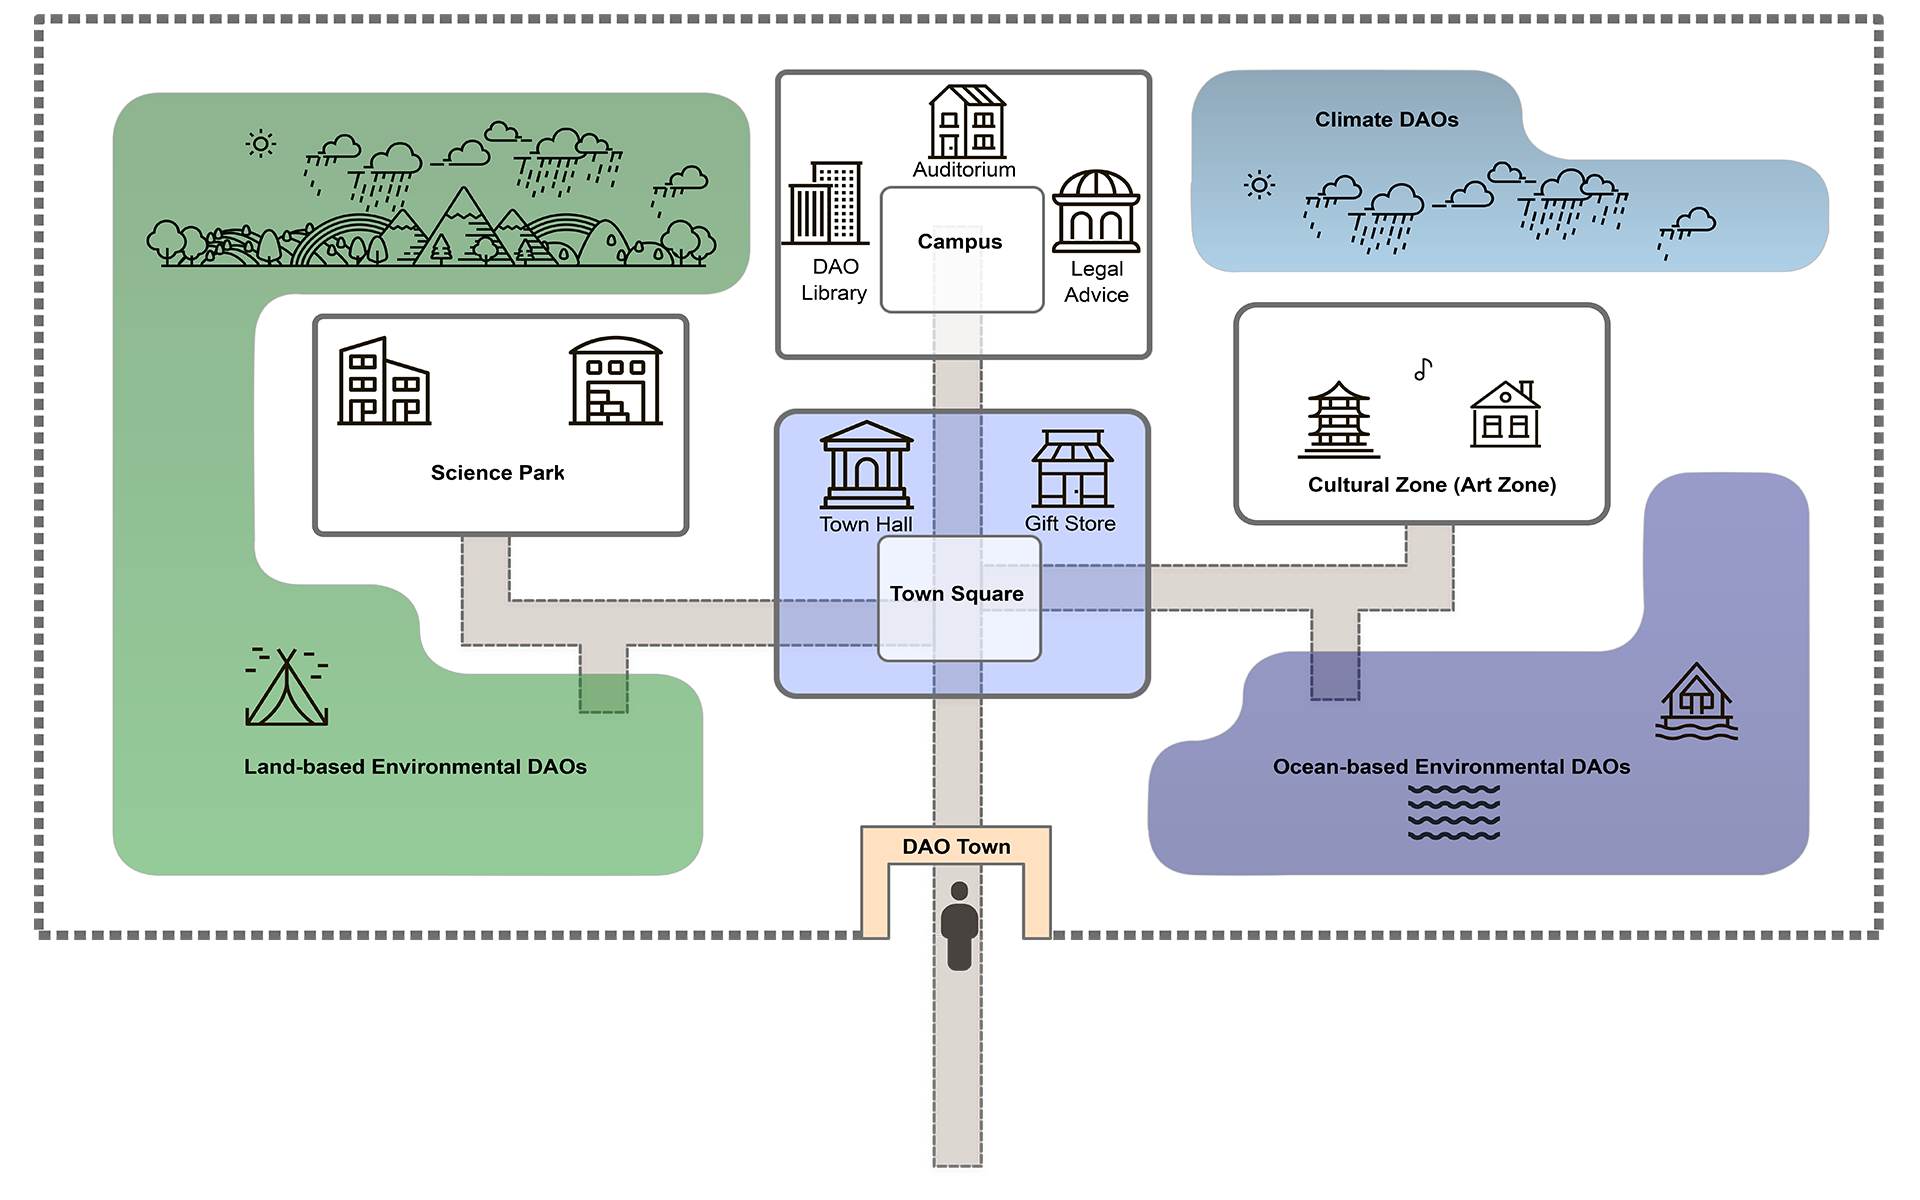 Climate DAOs
Auditorium
Campus
DAO
Library
Legal
Advice
Science Park
Cultural Zone (Art Zone)
Town Hall
Gift Store
Town Square
Land-based Environmental DAOs
Ocean-based Environmental DAOs
DAO Town